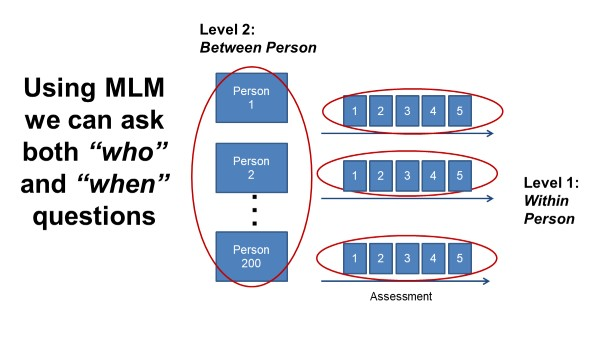 Level 2:
Between Person
Using MLM
we can ask
both “who”
and “when”
questions
Person
1
1 2 3 4 5
Person
2
1 2 3 4 5
Level 1:
Within
Person
Person
200
1 2 3 4 5
Assessment